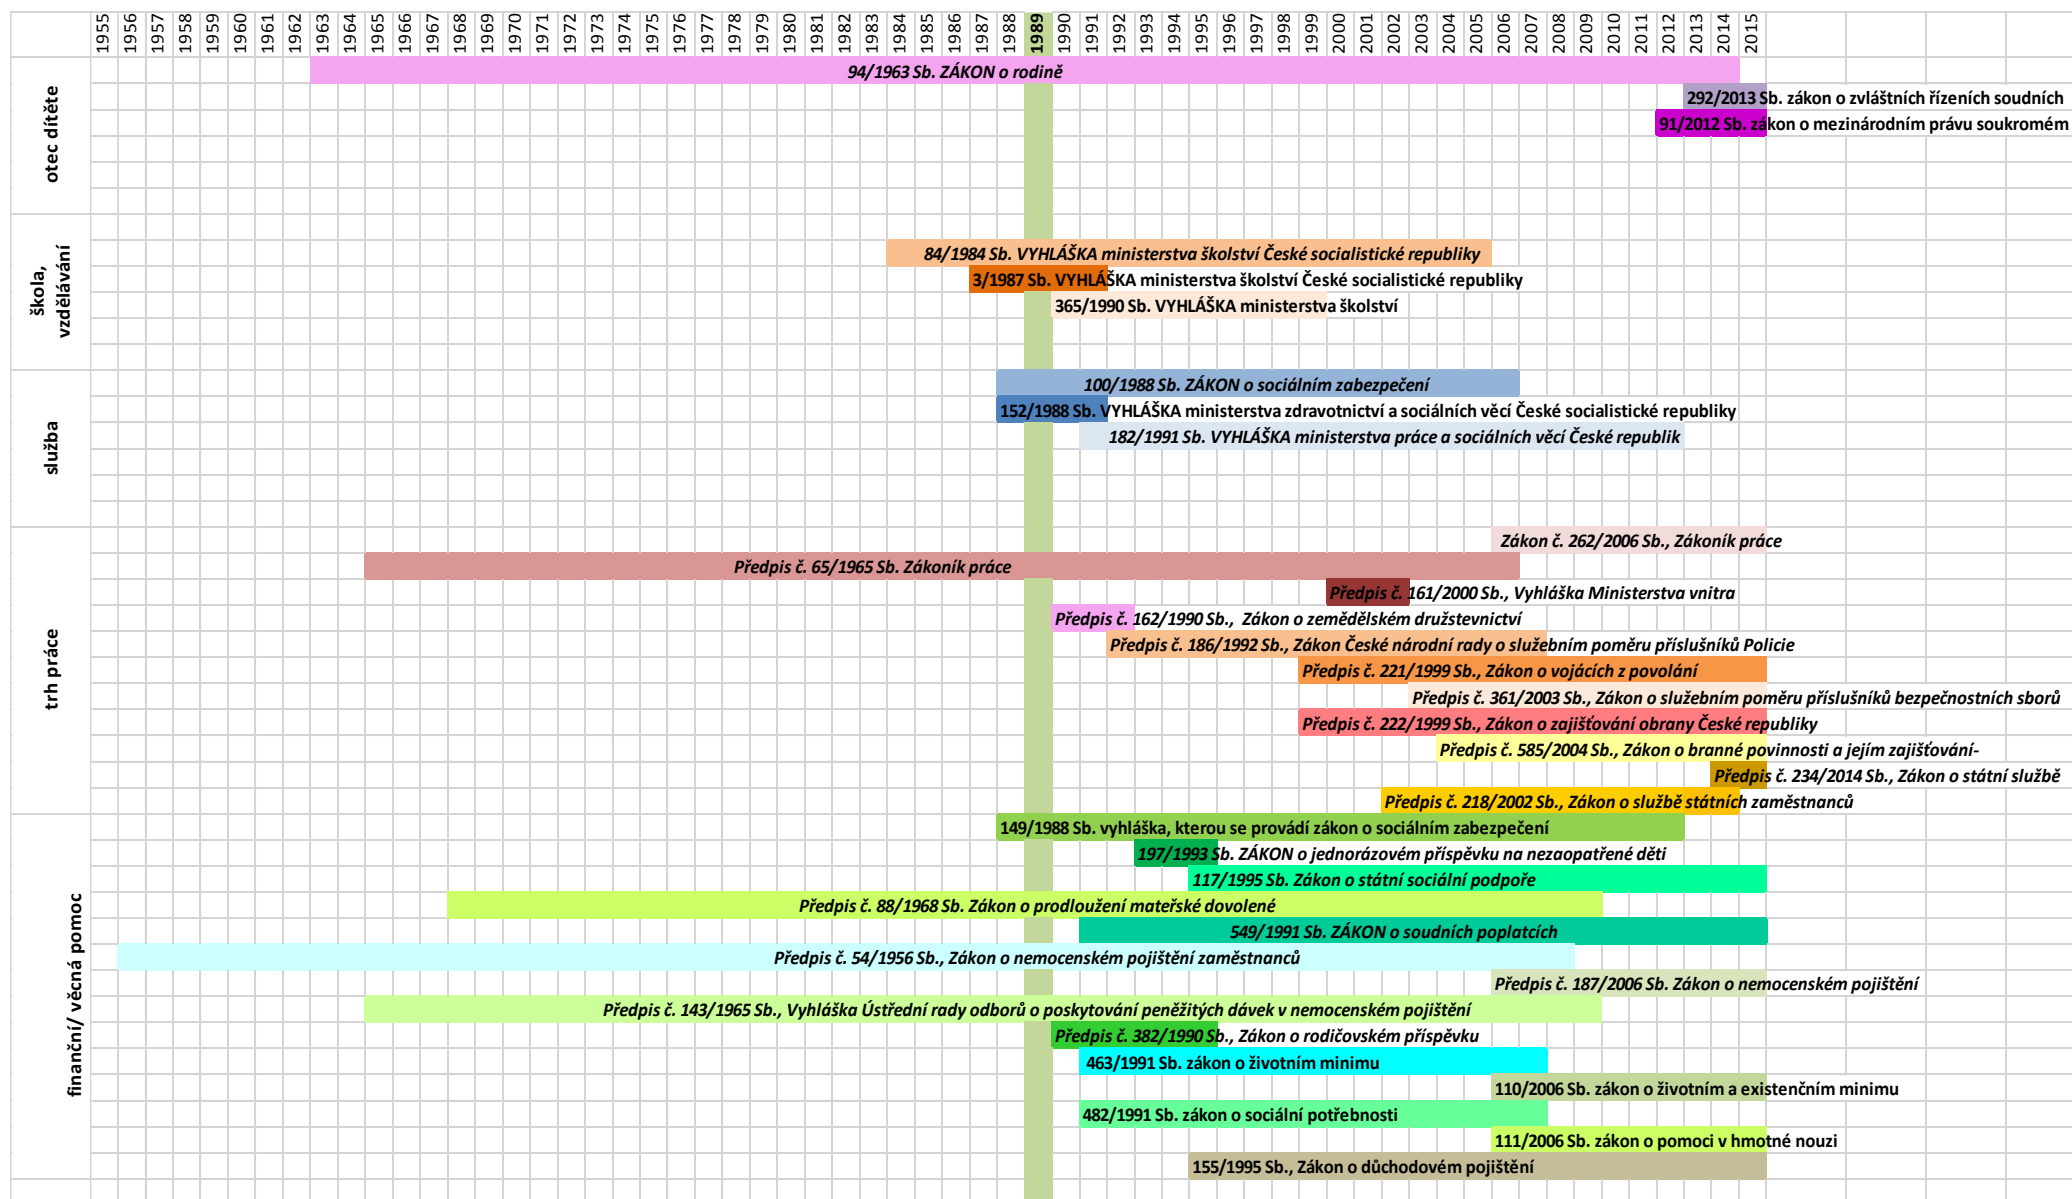 1955 1956 1957 1958 1959 1960 1961 1962 1963 1964 1965 1966 1967 1968 1969 1970 1971 1972 1973 1974 1975 1976 1977 1978 1979 1980 1981 1982 1983 1984 1985 1986 1987 1988 1989 1990 1991 1992 1993 1994 1995 1996 1997 1998 1999 2000 2001 2002 2003 2004 2005 2006 2007 2008 2009 2010 2011 2012 2013 2014 2015
otec dítěte
94/1963 Sb. ZÁKON o rodině
292/2013 Sb. zákon o zvláštních řízeních soudních
91/2012 Sb. zákon o mezinárodním právu soukromém
škola,
vzdělávání
84/1984 Sb. VYHLÁŠKA ministerstva školství České socialistické republiky
3/1987 Sb. VYHLÁŠKA ministerstva školství České socialistické republiky
365/1990 Sb. VYHLÁŠKA ministerstva školství
služba
100/1988 Sb. ZÁKON o sociálním zabezpečení
152/1988 Sb. VYHLÁŠKA ministerstva zdravotnictví a sociálních věcí České socialistické republiky
182/1991 Sb. VYHLÁŠKA ministerstva práce a sociálních věcí České republik
trh práce
Zákon č. 262/2006 Sb., Zákoník práce
Předpis č. 65/1965 Sb. Zákoník práce
Předpis č. 161/2000 Sb., Vyhláška Ministerstva vnitra
Předpis č. 162/1990 Sb., Zákon o zemědělském družstevnictví
Předpis č. 186/1992 Sb., Zákon České národní rady o služebním poměru příslušníků Policie
Předpis č. 221/1999 Sb., Zákon o vojácích z povolání
Předpis č. 361/2003 Sb., Zákon o služebním poměru příslušníků bezpečnostních sborů
Předpis č. 222/1999 Sb., Zákon o zajišťování obrany České republiky
Předpis č. 585/2004 Sb., Zákon o branné povinnosti a jejím zajišťování-
Předpis č. 234/2014 Sb., Zákon o státní službě
Předpis č. 218/2002 Sb., Zákon o službě státních zaměstnanců
finanční/ věcná pomoc
149/1988 Sb. vyhláška, kterou se provádí zákon o sociálním zabezpečení
197/1993 Sb. ZÁKON o jednorázovém příspěvku na nezaopatřené děti
117/1995 Sb. Zákon o státní sociální podpoře
Předpis č. 88/1968 Sb. Zákon o prodloužení mateřské dovolené
549/1991 Sb. ZÁKON o soudních poplatcích
Předpis č. 54/1956 Sb., Zákon o nemocenském pojištění zaměstnanců
Předpis č. 187/2006 Sb. Zákon o nemocenském pojištění
Předpis č. 143/1965 Sb., Vyhláška Ústřední rady odborů o poskytování peněžitých dávek v nemocenském pojištění
Předpis č. 382/1990 Sb., Zákon o rodičovském příspěvku
463/1991 Sb. zákon o životním minimu
110/2006 Sb. zákon o životním a existenčním minimu
482/1991 Sb. zákon o sociální potřebnosti
111/2006 Sb. zákon o pomoci v hmotné nouzi
155/1995 Sb., Zákon o důchodovém pojištění